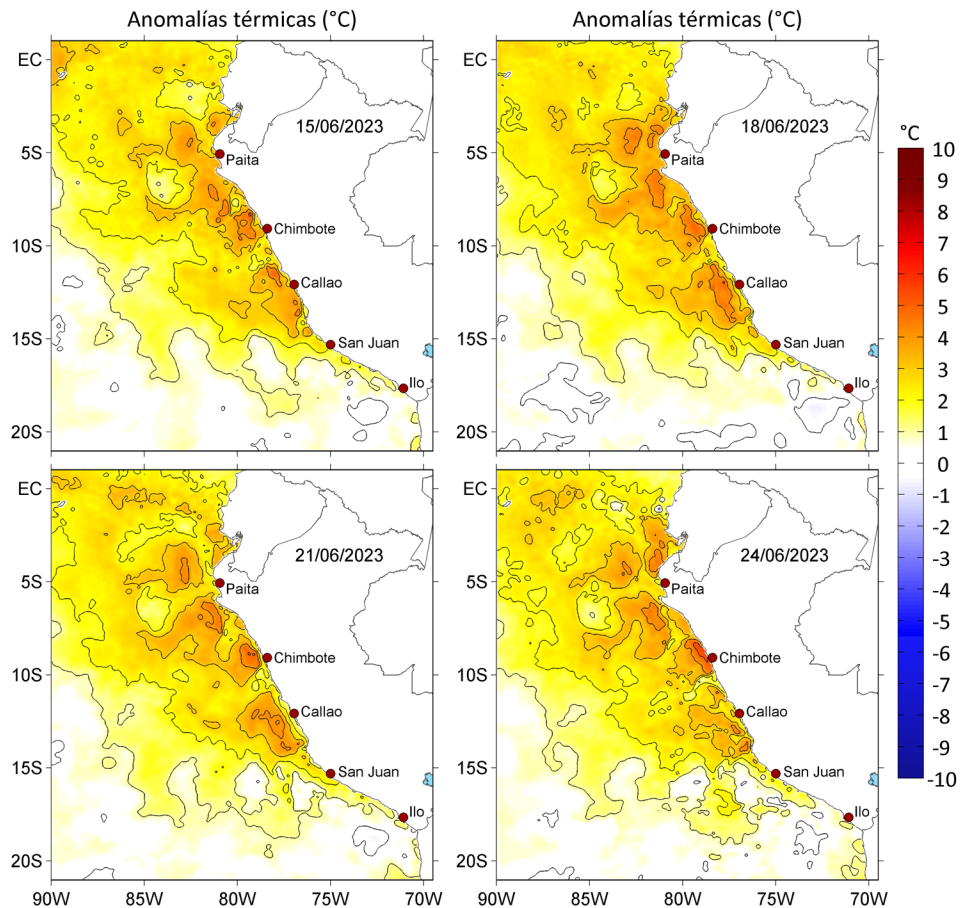 Anomalías térmicas (°C)
Anomalías térmicas (°C)
EC
5S
10S
15S
20S
15/06/2023
Paita
Chimbote
Callao
San Juan
Ilo
18/06/2023
EC
5S
10S
15S
20S
Paita
Chimbote
Callao
San Juan
Ilo
EC
5S
10S
15S
20S
21/06/2023
Paita
Chimbote
Callao
San Juan
Ilo
90W 85W 80W 75W 70W
EC
5S
10S
15S
20S
24/06/2023
Paita
Chimbote
Callao
San Juan
Ilo
90W 85W 80W 75W 70W
°C
10
9
8
7
6
5
4
3
2
1
0
-1
-2
-3
-4
-5
-6
-7
-8
-9
-10